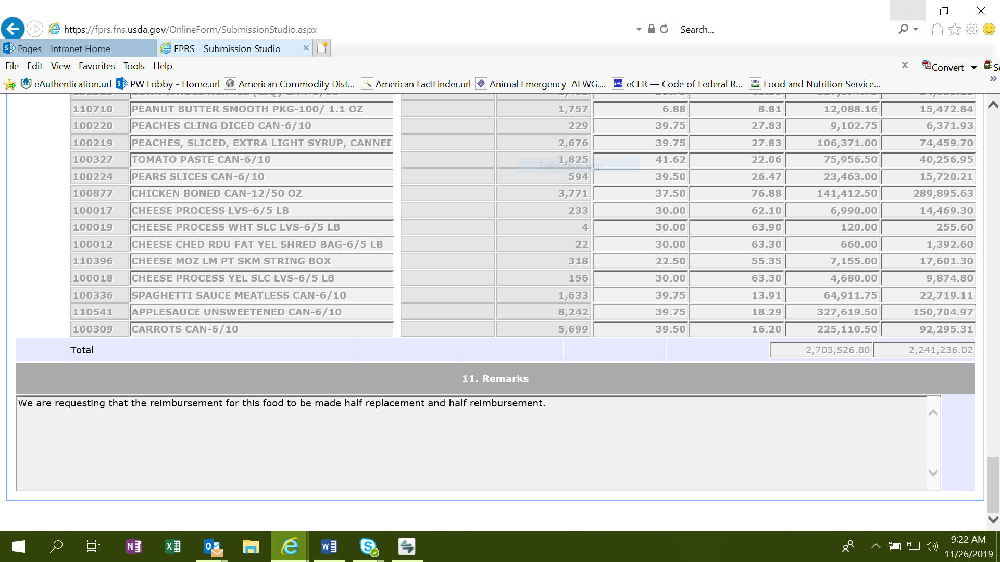 https://fprs.fns.usda.gov/OnlineForm/SubmissionStudio.aspx Search...
Pages - Intranet Home FPRS - Submission Studio
File Edit View Favorites Tools Help Convert
eAuthentication.url PW Lobby - Home.url American Commodity Dist... American FactFinder.url Animal Emergency AEWG.... eCFR — Code of Federal R... Food and Nutrition Service...
110710 PEANUT BUTTER SMOOTH PKG-100/ 1.1 OZ 1,757 6.88 8.81 12,088.16 15,472.84
100220 PEACHES CLING DICED CAN-6/10 229 39.75 27.83 9,102.75 6,371.93
100219 PEACHES, SLICED, EXTRA LIGHT SYRUP, CANNED 2,676 39.75 27.83 106,371.00 74,459.70
100327 TOMATO PASTE CAN-6/10 1,825 41.62 22.06 75,956.50 40,256.95
Full-screen Snip
100224 PEARS SLICES CAN-6/10 594 39.50 26.47 23,463.00 15,720.21
100877 CHICKEN BONED CAN-12/50 OZ 3,771 37.50 76.88 141,412.50 289,895.63
100017 CHEESE PROCESS LVS-6/5 LB 233 30.00 62.10 6,990.00 14,469.30
100019 CHEESE PROCESS WHT SLC LVS-6/5 LB 4 30.00 63.90 120.00 255.60
100012 CHEESE CHED RDU FAT YEL SHRED BAG-6/5 LB 22 30.00 63.30 660.00 1,392.60
110396 CHEESE MOZ LM PT SKM STRING BOX 318 22.50 55.35 7,155.00 17,601.30
100018 CHEESE PROCESS YEL SLC LVS-6/5 LB 156 30.00 63.30 4,680.00 9,874.80
100336 SPAGHETTI SAUCE MEATLESS CAN-6/10 1,633 39.75 13.91 64,911.75 22,719.11
110541 APPLESAUCE UNSWEETENED CAN-6/10 8,242 39.75 18.29 327,619.50 150,704.97
100309 CARROTS CAN-6/10 5,699 39.50 16.20 225,110.50 92,295.31
Total 2,703,526.80 2,241,236.02
11. Remarks
We are requesting that the reimbursement for this food to be made half replacement and half reimbursement.
9:22 AM
11/26/2019